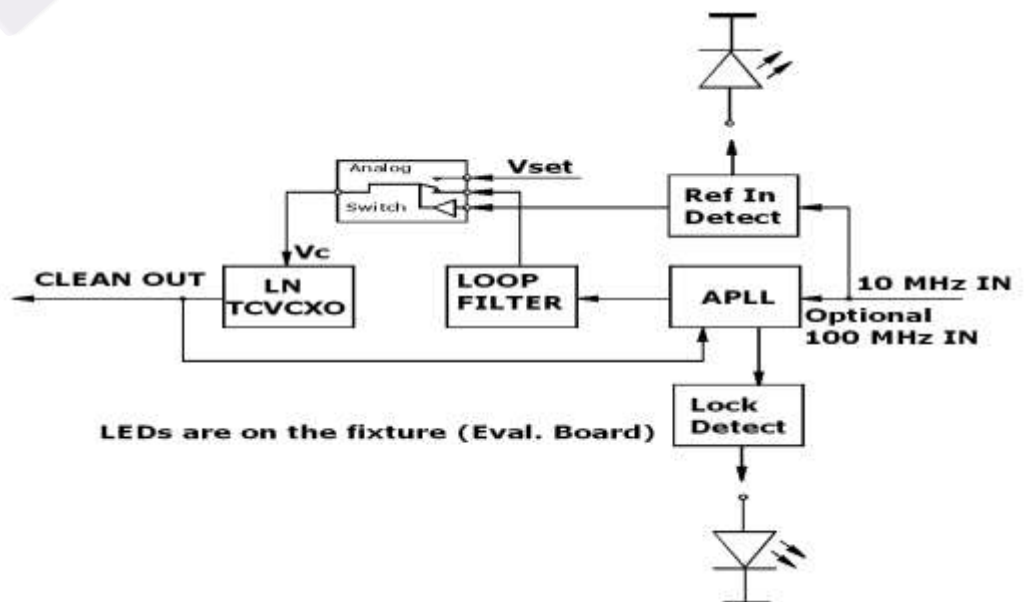 Analog
Switch
Vset
Ref In
Detect
Vc
CLEAN OUT
LN
TCVCXO
LOOP
FILTER
APLL
10 MHz IN
Optional
100 MHz IN
Lock
Detect
LEDs are on the fixture (Eval. Board)